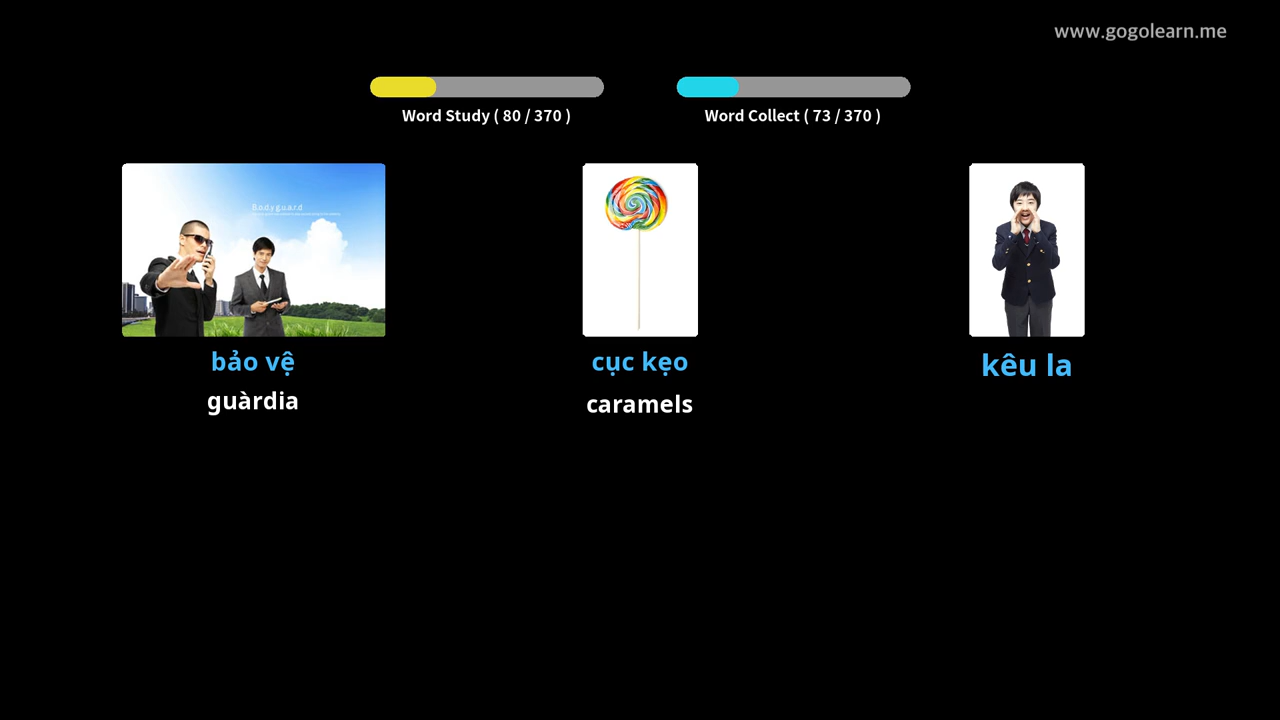 www.gogolearn.me
Word Study ( 80 / 370 )
Word Collect ( 73 / 370 )
Bodyguard
bảo vệ
cục kẹo
kêu la
guàrdia
caramels